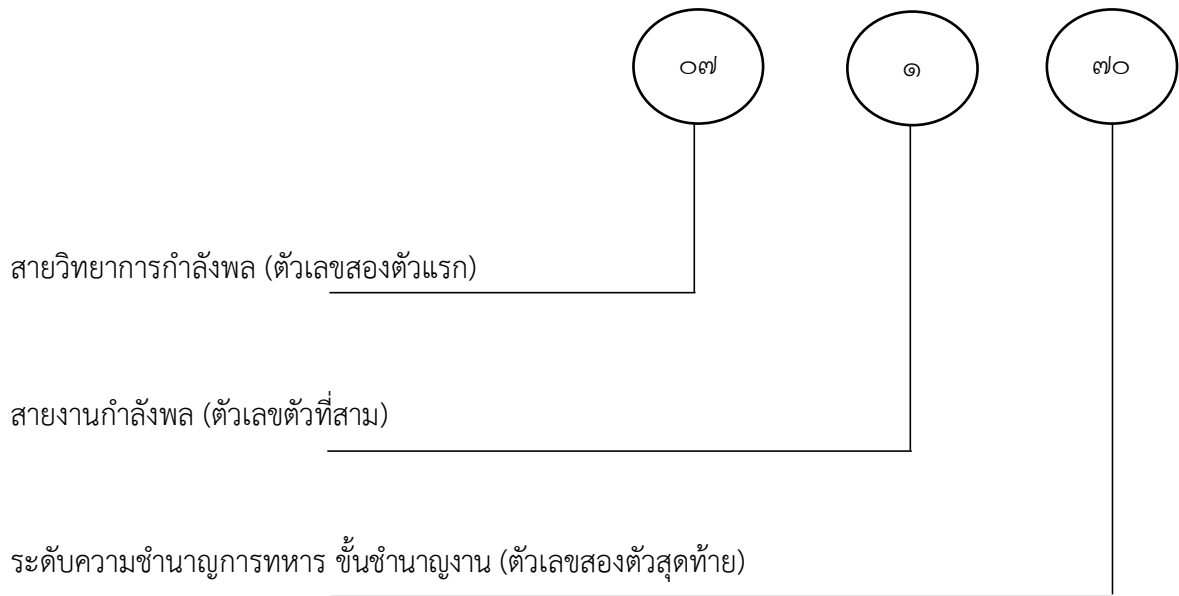 ๐๗ ๑ ๗๐
สายวิทยาการกำลังพล (ตัวเลขสองตัวแรก)
สายงานกำลังพล (ตัวเลขตัวที่สาม)
ระดับความชำนาญการทหาร ขั้นชำนาญงาน (ตัวเลขสองตัวสุดท้าย)